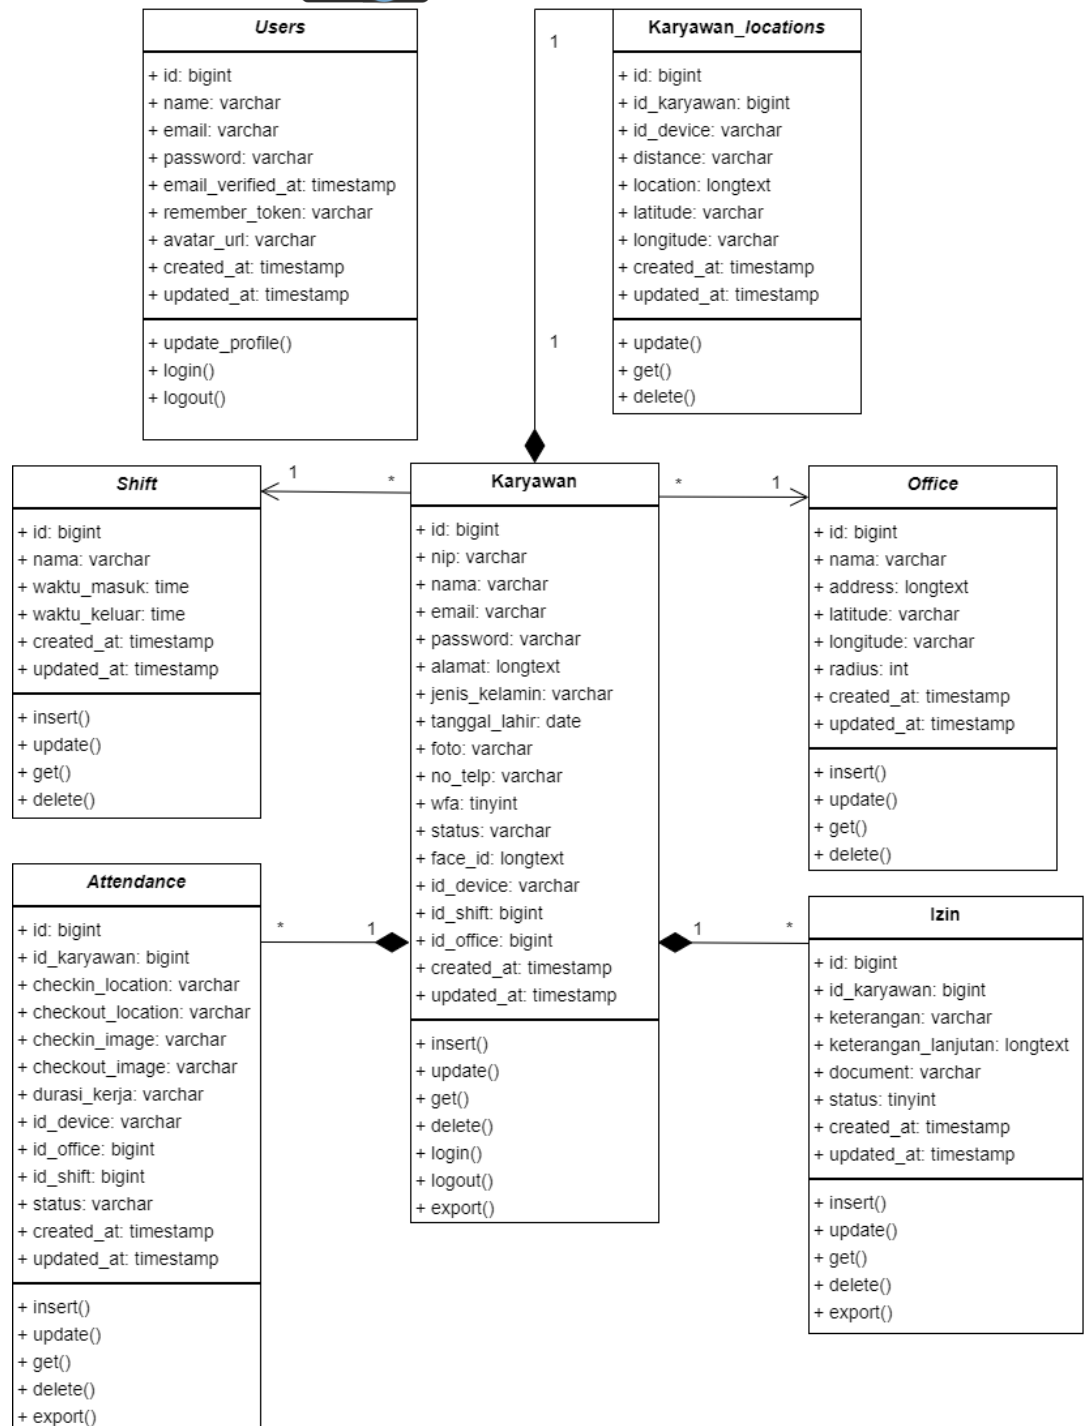 Users
+ id: bigint
+ name: varchar
+ email: varchar
+ password: varchar
+ email_verified_at: timestamp
+ remember_token: varchar
+ avatar_url: varchar
+ created_at: timestamp
+ updated_at: timestamp
+ update_profile()
+ login()
+ logout()
1
1
Karyawan_locations
+ id: bigint
+ id_karyawan: bigint
+ id_device: varchar
+ distance: varchar
+ location: longtext
+ latitude: varchar
+ longitude: varchar
+ created_at: timestamp
+ updated_at: timestamp
+ update()
+ get()
+ delete()
Shift
+ id: bigint
+ nama: varchar
+ waktu_masuk: time
+ waktu_keluar: time
+ created_at: timestamp
+ updated_at: timestamp
+ insert()
+ update()
+ get()
+ delete()
1 *
Karyawan
+ id: bigint
+ nip: varchar
+ nama: varchar
+ email: varchar
+ password: varchar
+ alamat: longtext
+ jenis_kelamin: varchar
+ tanggal_lahir: date
+ foto: varchar
+ no_telp: varchar
+ wfa: tinyint
+ status: varchar
+ face_id: longtext
+ id_device: varchar
+ id_shift: bigint
+ id_office: bigint
+ created_at: timestamp
+ updated_at: timestamp
+ insert()
+ update()
+ get()
+ delete()
+ login()
+ logout()
+ export()
* 1
Office
+ id: bigint
+ nama: varchar
+ address: longtext
+ latitude: varchar
+ longitude: varchar
+ radius: int
+ created_at: timestamp
+ updated_at: timestamp
+ insert()
+ update()
+ get()
+ delete()
Attendance
+ id: bigint
+ id_karyawan: bigint
+ checkin_location: varchar
+ checkout_location: varchar
+ checkin_image: varchar
+ checkout_image: varchar
+ durasi_kerja: varchar
+ id_device: varchar
+ id_office: bigint
+ id_shift: bigint
+ status: varchar
+ created_at: timestamp
+ updated_at: timestamp
+ insert()
+ update()
+ get()
+ delete()
+ export()
* 1
1 *
Izin
+ id: bigint
+ id_karyawan: bigint
+ keterangan: varchar
+ keterangan_lanjutan: longtext
+ document: varchar
+ status: tinyint
+ created_at: timestamp
+ updated_at: timestamp
+ insert()
+ update()
+ get()
+ delete()
+ export()